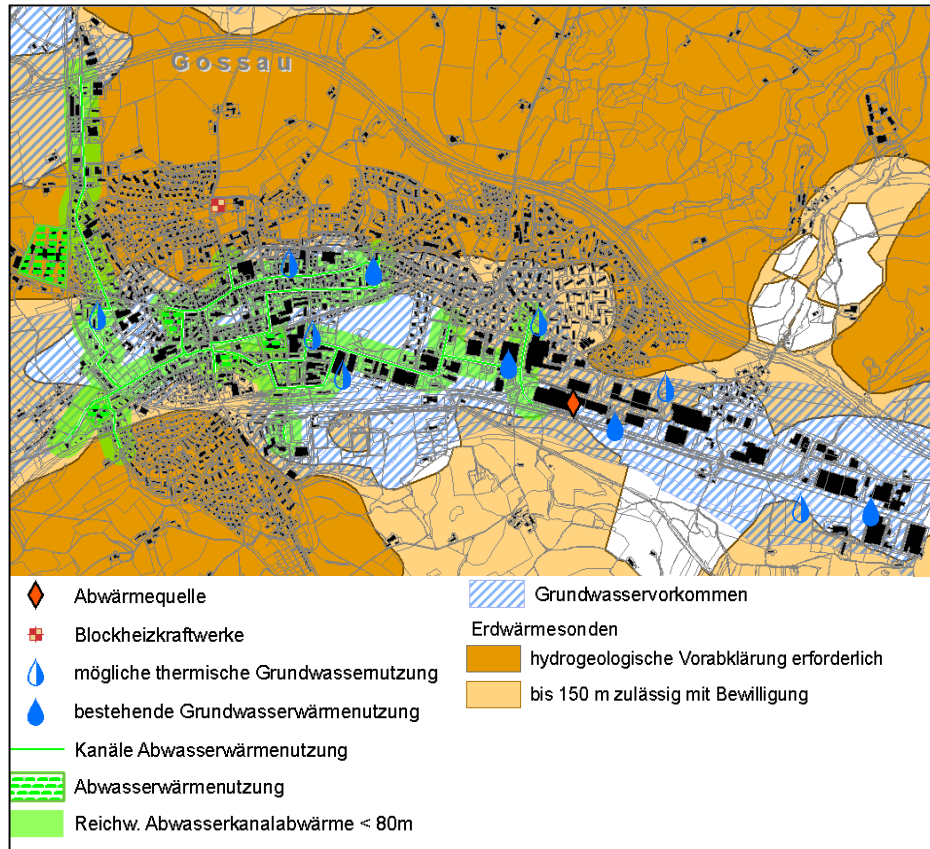 Gossau
Abwärmequelle
Blockheizkraftwerke
mögliche thermische Grundwassernutzung
bestehende Grundwasserwärmenutzung
Kanäle Abwasserwärmenutzung
Abwasserwärmenutzung
Reichw. Abwasserkanalabwärme < 80m
Grundwasservorkommen
Erdwärmesonden
hydrogeologische Vorabklärung erforderlich
bis 150 m zulässig mit Bewilligung